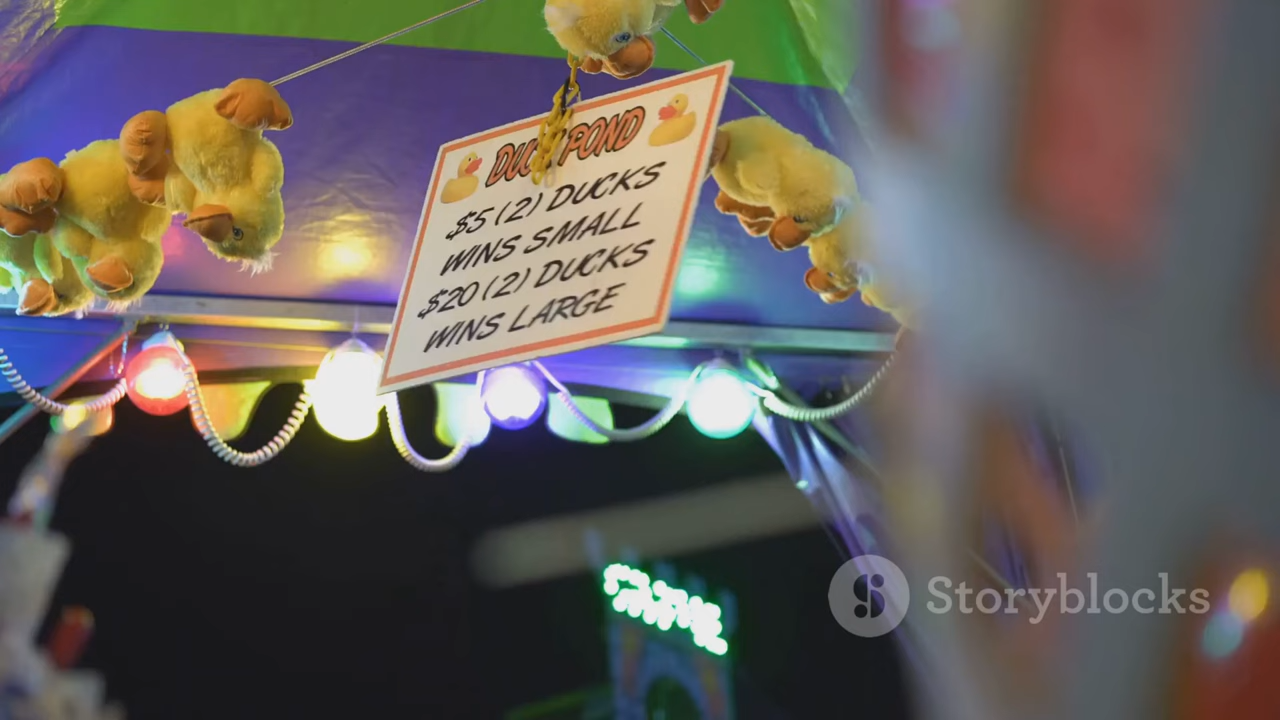 DUCK POND
$5 (2) DUCKS
WINS SMALL
$20 (2) DUCKS
WINS LARGE
Storyblocks